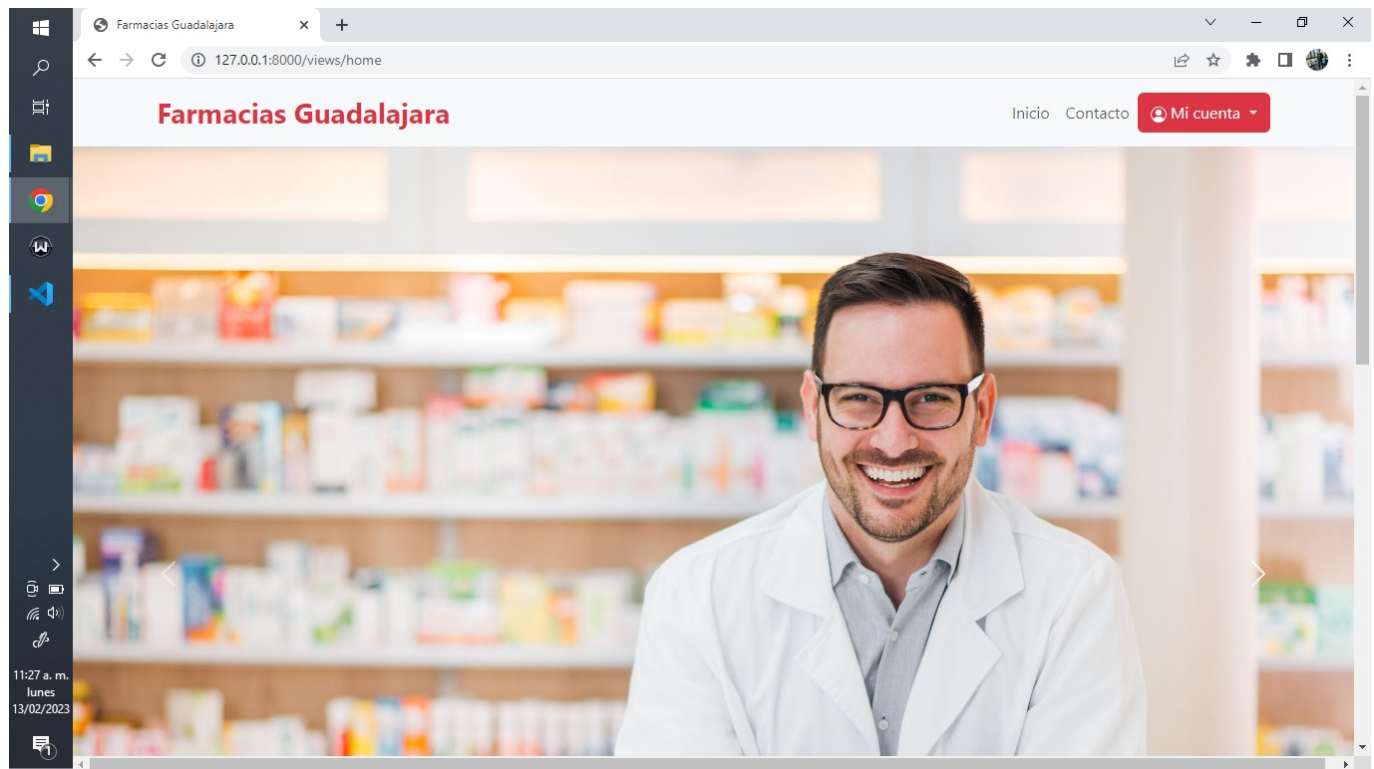 Farmacias Guadalajara
127.0.0.1:8000/views/home
Farmacias Guadalajara
Inicio Contacto Mi cuenta
11:27 a. m.
lunes
13/02/2023
1